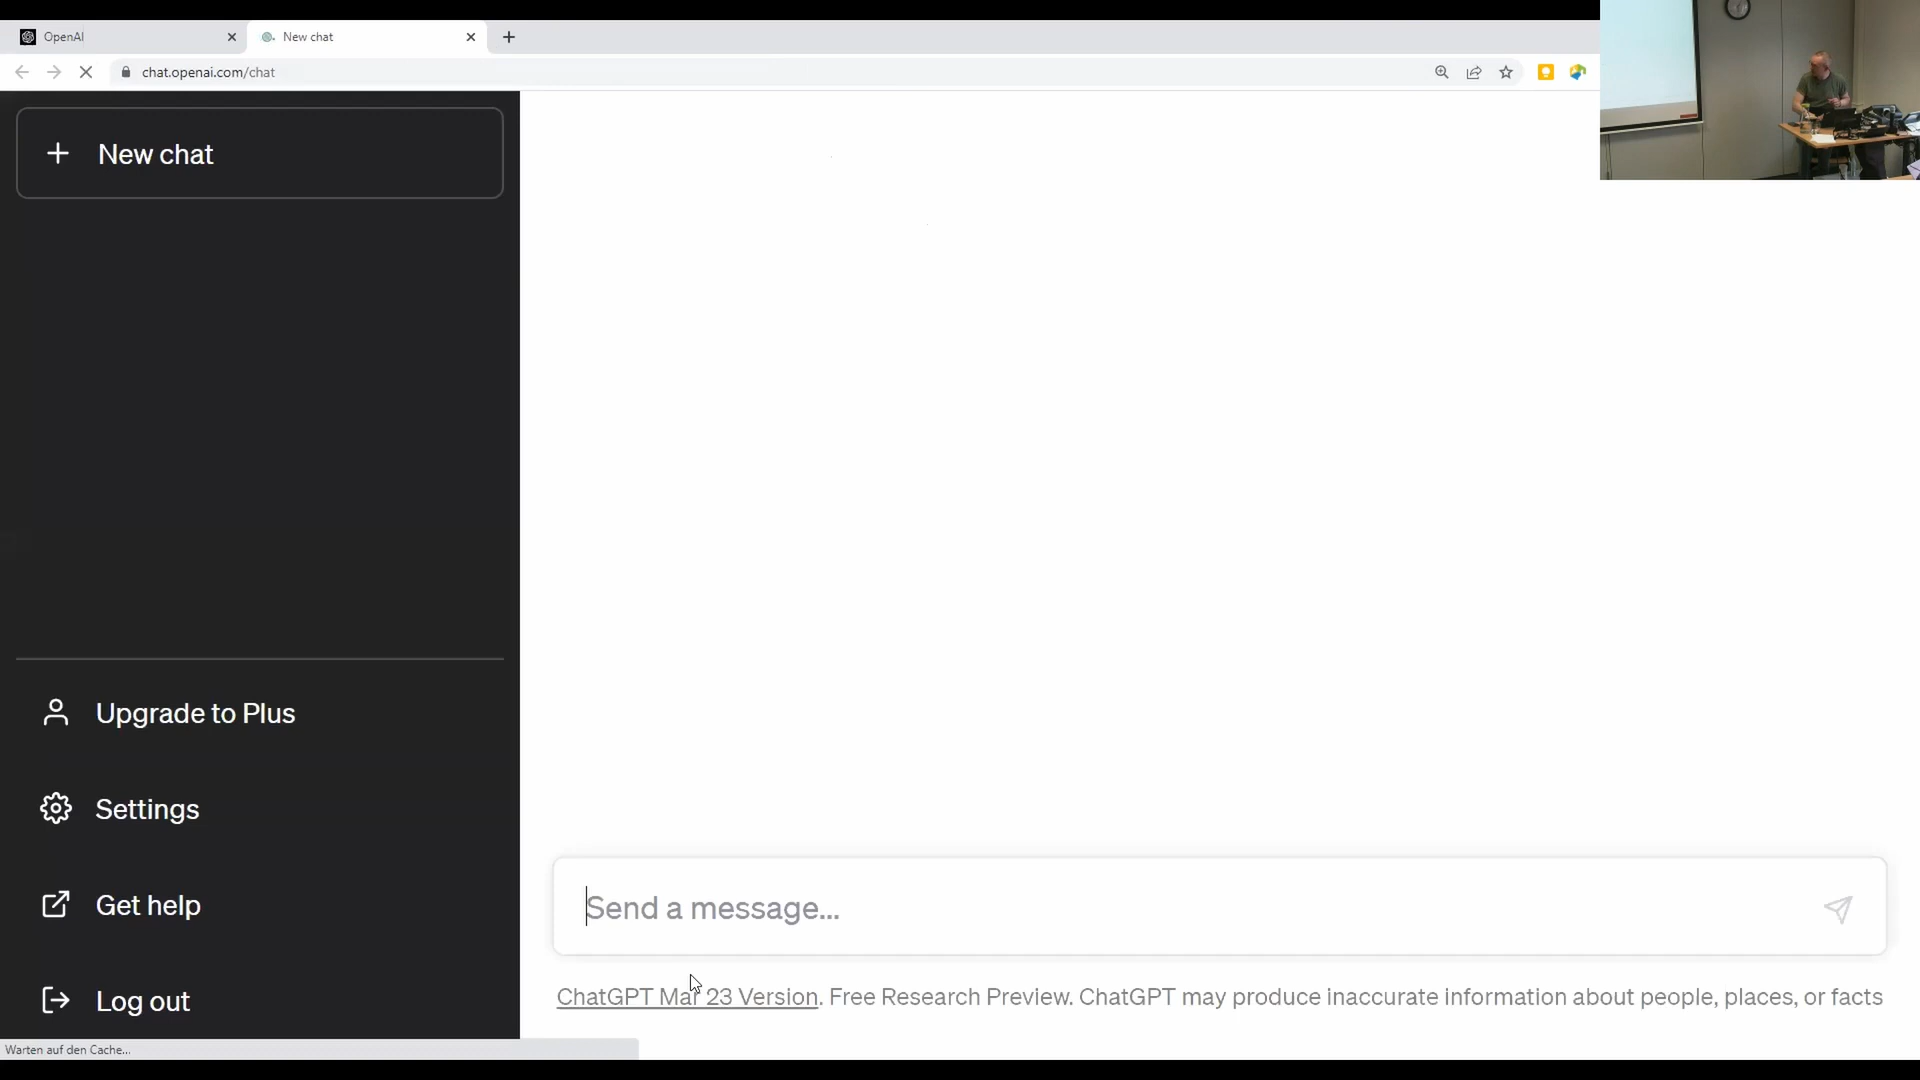 OpenAI
New chat
chat.openai.com/chat
New chat
Upgrade to Plus
Settings
Get help
Log out
Send a message...
ChatGPT Mar 23 Version. Free Research Preview. ChatGPT may produce inaccurate information about people, places, or facts
Warten auf den Cache...